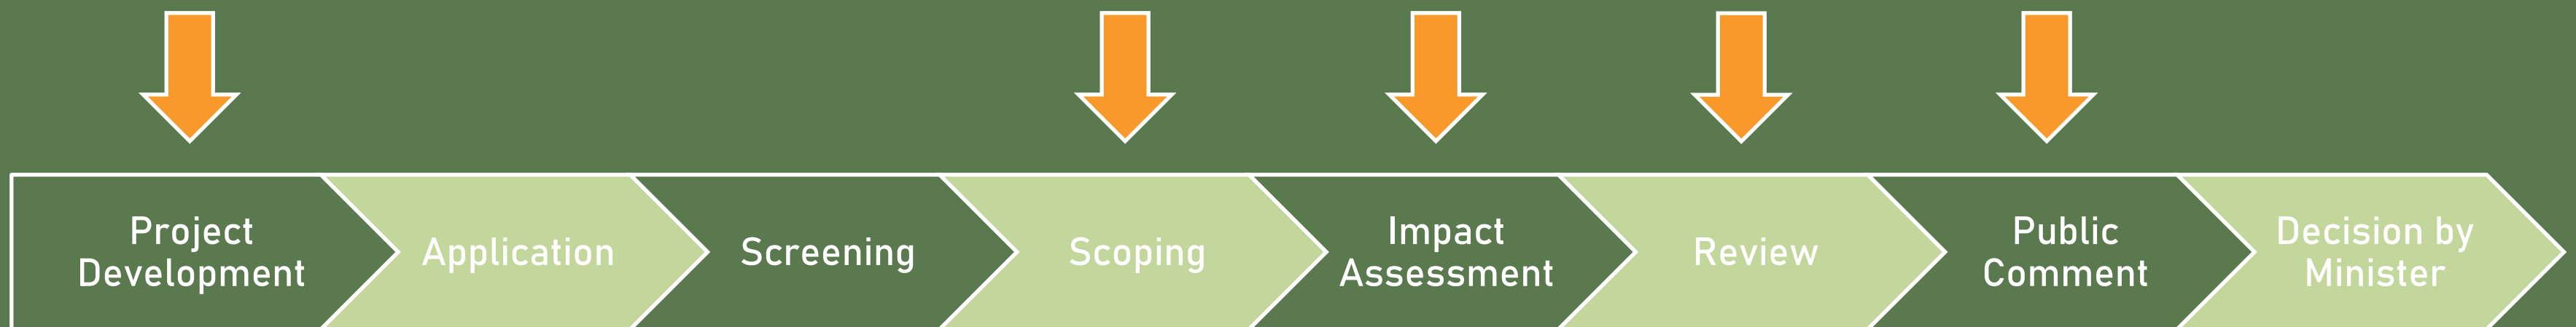 Project
Development
Application
Screening
Scoping
Impact
Assessment
Review
Public
Comment
Decision by
Minister